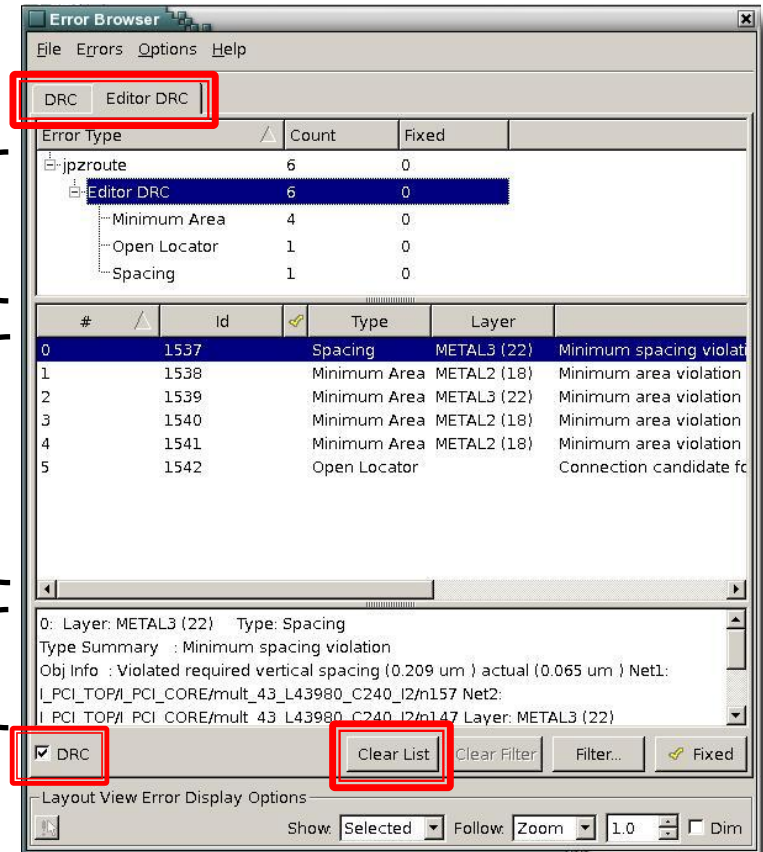 Error Browser
File Errors Options Help
DRC Editor DRC
Error Type Count Fixed
jpzroute 6 0
Editor DRC 6 0
Minimum Area 4 0
Open Locator 1 0
Spacing 1 0
# Id Type Layer
0 1537 Spacing METAL3 (22) Minimum spacing violati
1 1538 Minimum Area METAL2 (18) Minimum area violation
2 1539 Minimum Area METAL3 (22) Minimum area violation
3 1540 Minimum Area METAL2 (18) Minimum area violation
4 1541 Minimum Area METAL2 (18) Minimum area violation
5 1542 Open Locator Connection candidate fo
0: Layer: METAL3 (22) Type: Spacing
Type Summary : Minimum spacing violation
Obj Info : Violated required vertical spacing (0.209 um ) actual (0.065 um ) Net1:
I_PCI_TOP/I_PCI_CORE/mult_43_L43980_C240_I2/n157 Net2:
I_PCI_TOP/I_PCI_CORE/mult_43_L43980_C240_I2/n147 Layer: METAL3 (22)
DRC Clear List Clear Filter Filter... Fixed
Layout View Error Display Options
Show: Selected Follow: Zoom 1.0 Dim